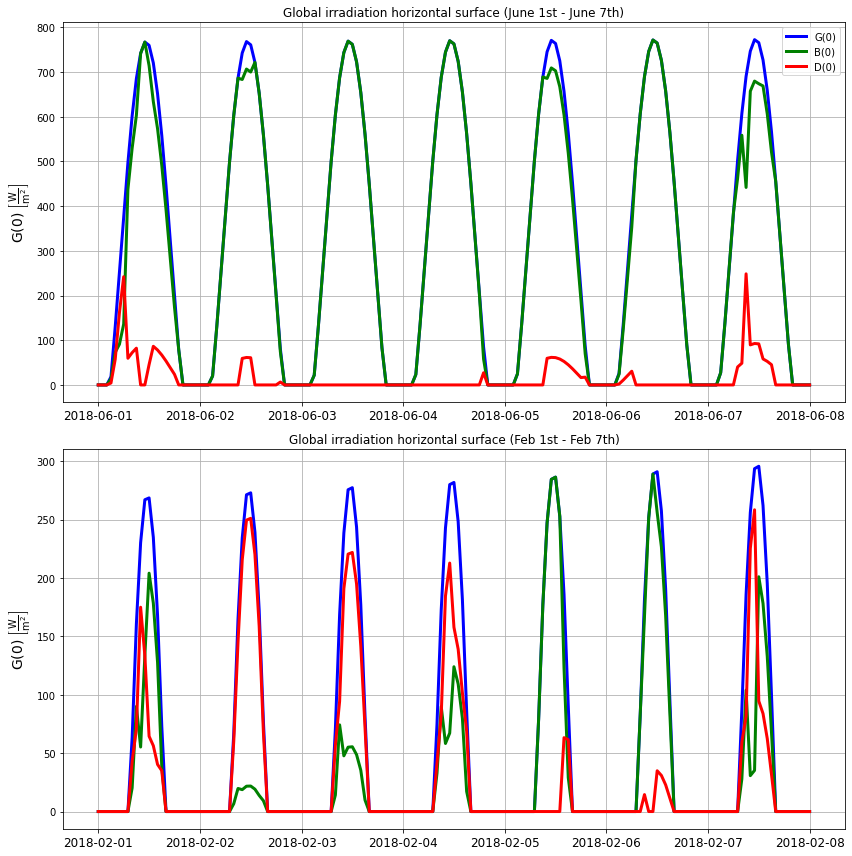 Global irradiation horizontal surface (June 1st - June 7th)
G(0)
B(0)
D(0)
G(0) [W/m²]
800
700
600
500
400
300
200
100
0
2018-06-01 2018-06-02 2018-06-03 2018-06-04 2018-06-05 2018-06-06 2018-06-07 2018-06-08
Global irradiation horizontal surface (Feb 1st - Feb 7th)
G(0) [W/m²]
300
250
200
150
100
50
0
2018-02-01 2018-02-02 2018-02-03 2018-02-04 2018-02-05 2018-02-06 2018-02-07 2018-02-08